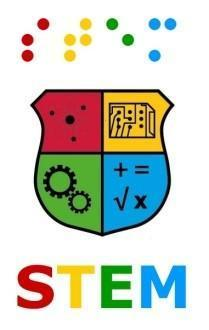 ⠎⠞⠑⠍
+ =
√ x
STEM